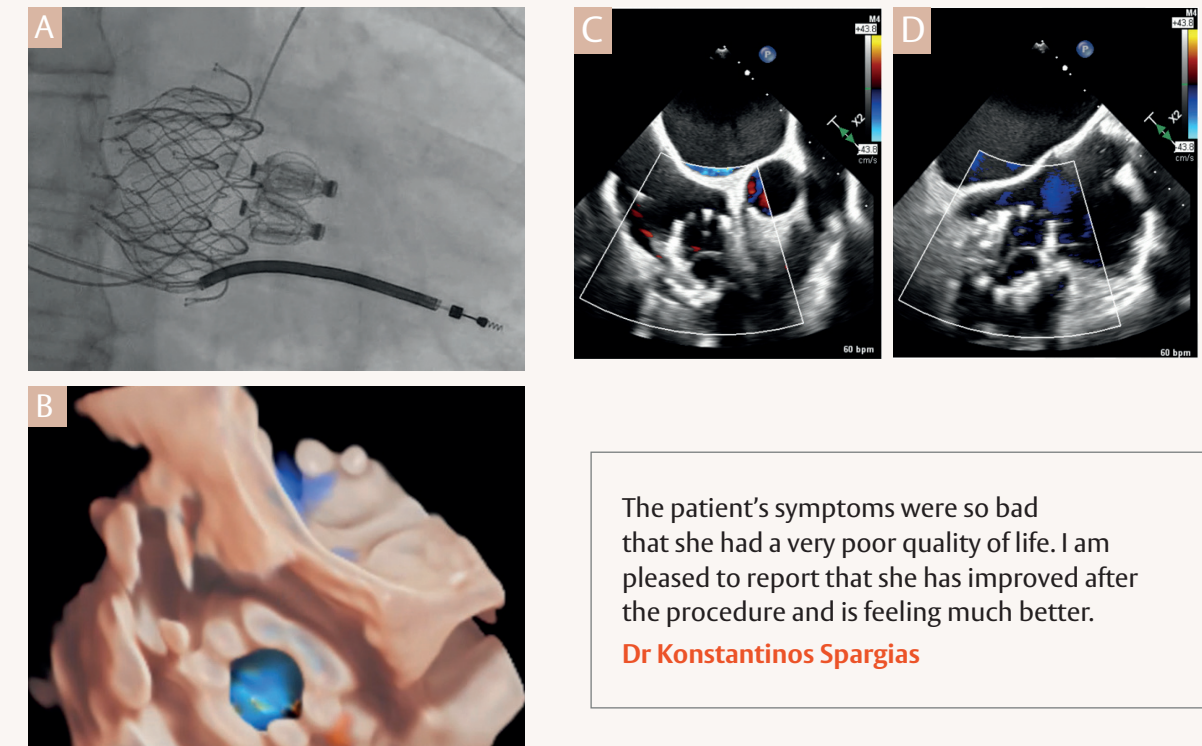 A
C
M4
+43.8
P
X2
-43.8
cm/s
60 bpm
D
M4
+43.8
P
X2
-43.8
cm/s
60 bpm
B
The patient’s symptoms were so bad
that she had a very poor quality of life. I am
pleased to report that she has improved after
the procedure and is feeling much better.
Dr Konstantinos Spargias